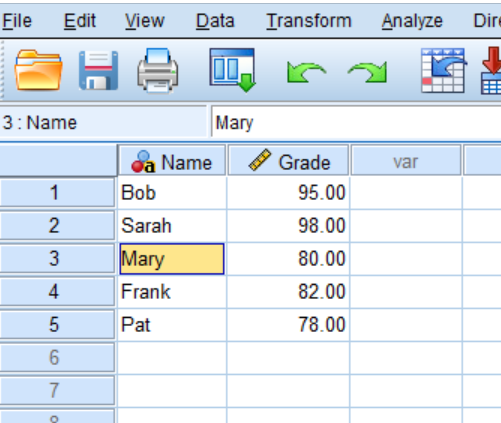 File Edit View Data Transform Analyze Dire
3 : Name Mary
a Name Grade var
1 Bob 95.00
2 Sarah 98.00
3 Mary 80.00
4 Frank 82.00
5 Pat 78.00
6
7
8